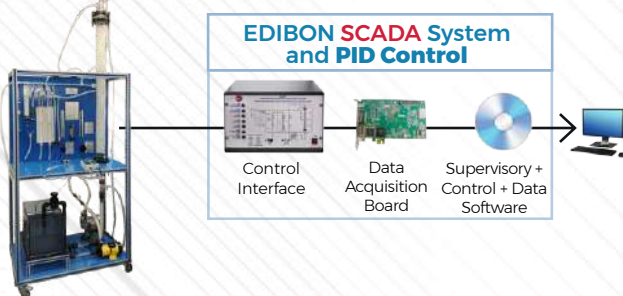 EDIBON SCADA System
and PID Control
Control
Interface
Data
Acquisition
Board
Supervisory +
Control + Data
Software